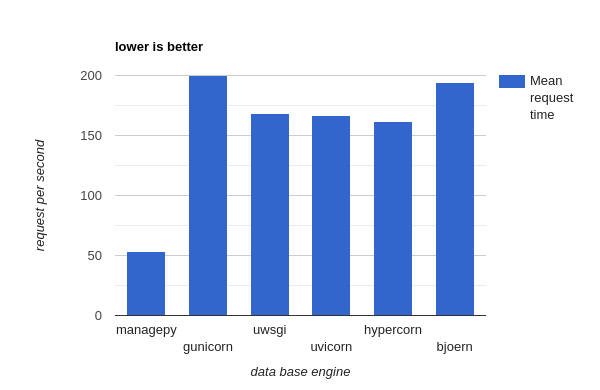 lower is better
200
150
100
50
0
request per second
managepy
gunicorn
uwsgi
uvicorn
hypercorn
bjoern
data base engine
Mean
request
time